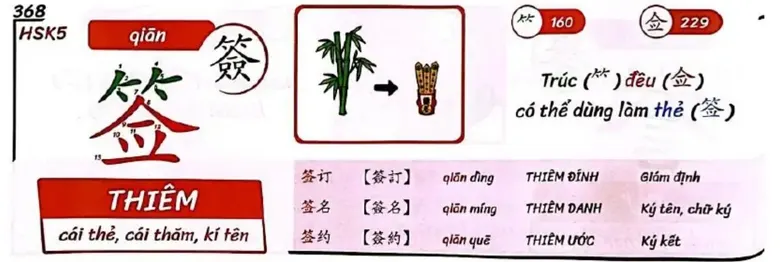 368
HSK5
qiān
簽
签
THIÊM
cái thẻ, cái thăm, kí tên
⺮ 160
佥 229
Trúc (⺮) đều (佥)
có thể dùng làm thẻ (签)
签订 【簽訂】 qiān dìng THIÊM ĐÍNH Giám định
签名 【簽名】 qiān míng THIÊM DANH Ký tên, chữ ký
签约 【簽約】 qiān quē THIÊM ƯỚC Ký kết